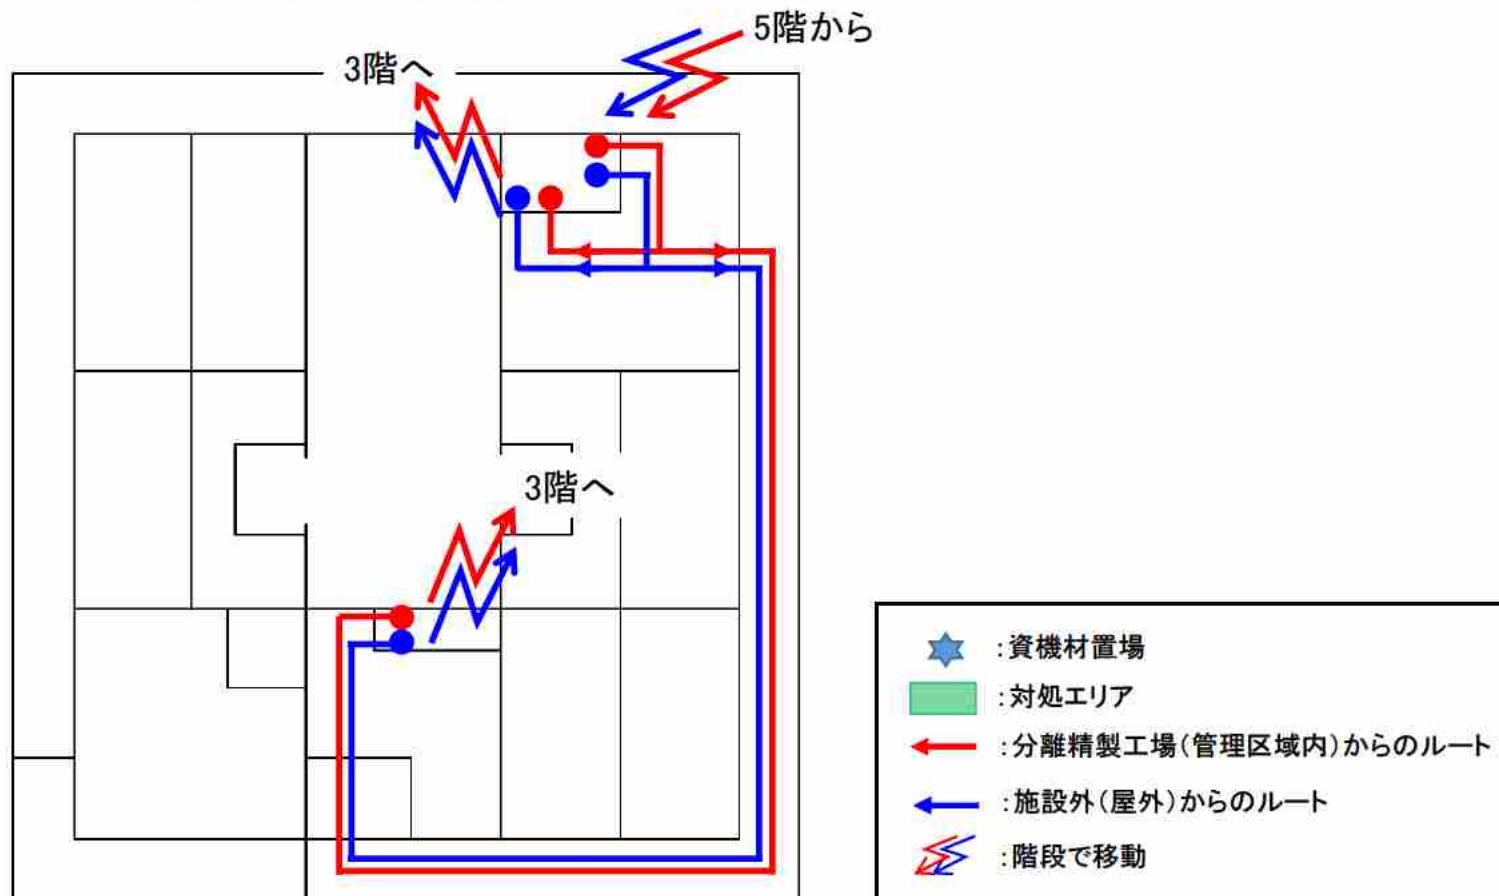 5階から
3階へ
3階へ
:資機材置場
:対処エリア
:分離精製工場(管理区域内)からのルート
:施設外(屋外)からのルート
:階段で移動